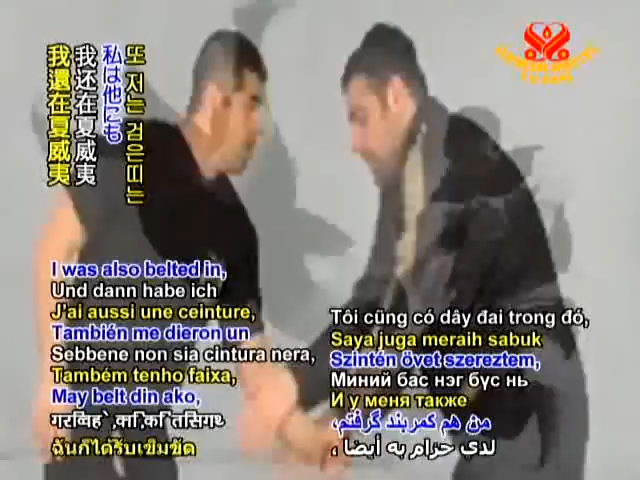 我還在夏威夷
我还在夏威夷
私は他にも
또 저는 검은띠는
I was also belted in,
Und dann habe ich
J'ai aussi une ceinture,
También me dieron un
Sebbene non sia cintura nera,
Também tenho faixa,
May belt din ako,
ฉันก็ได้รับเข็มขัด
Tôi cũng có dây đai trong đó,
Saya juga meraih sabuk
Szintén övet szereztem,
Миний бас нэг бүс нь
И у меня также
من هم کمربند گرفتم،
لدي حزام به أيضا،